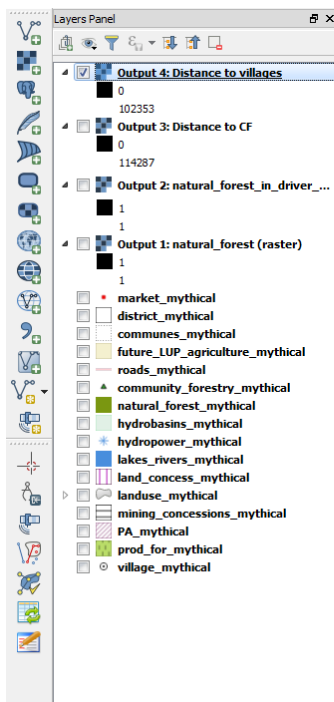 Layers Panel
Output 4: Distance to villages
0
102353
Output 3: Distance to CF
0
114287
Output 2: natural_forest_in_driver_...
1
1
Output 1: natural_forest (raster)
1
1
market_mythical
district_mythical
communes_mythical
future_LUP_agriculture_mythical
roads_mythical
community_forestry_mythical
natural_forest_mythical
hydrobasins_mythical
hydropower_mythical
lakes_rivers_mythical
land_concess_mythical
landuse_mythical
mining_concessions_mythical
PA_mythical
prod_for_mythical
village_mythical